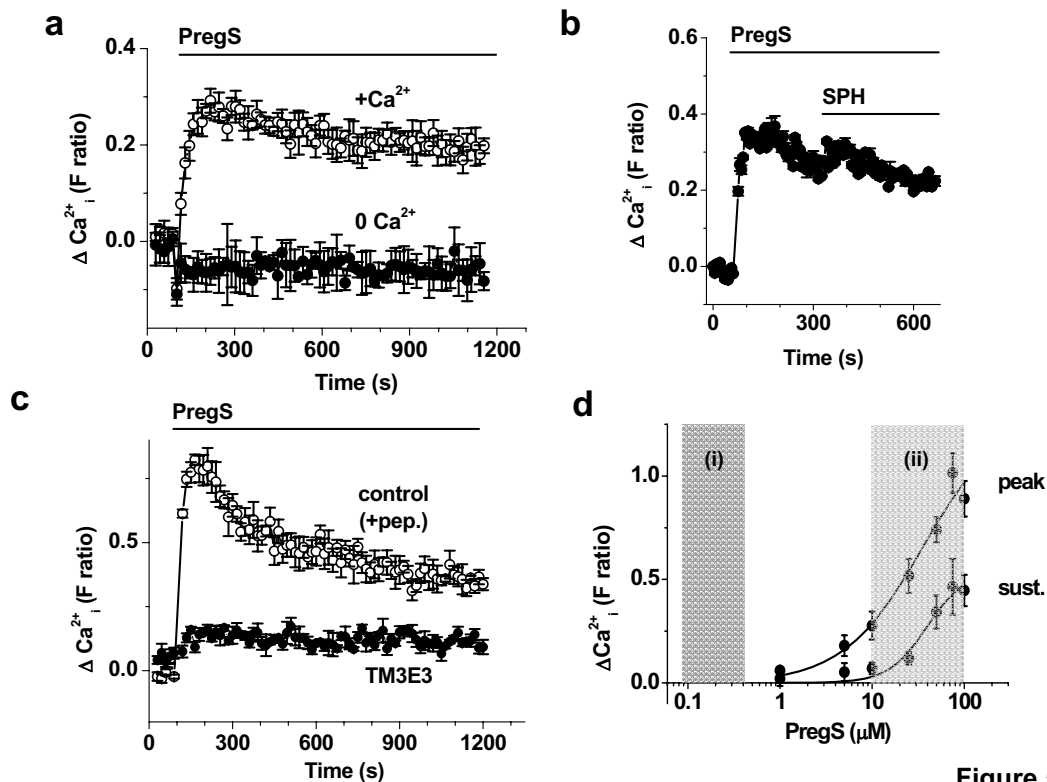 a
PregS
+Ca²⁺
0 Ca²⁺
Δ Ca²⁺ᵢ (F ratio)
0.4
0.2
0.0
0 300 600 900 1200
Time (s)
b
PregS
SPH
Δ Ca²⁺ᵢ (F ratio)
0.6
0.4
0.2
0.0
0 300 600
Time (s)
c
PregS
control
(+pep.)
TM3E3
Δ Ca²⁺ᵢ (F ratio)
0.5
0.0
0 300 600 900 1200
Time (s)
d
(i)
(ii)
peak
sust.
ΔCa²⁺ᵢ (F ratio)
1.0
0.5
0.0
0.1 1 10 100
PregS (μM)
Figure